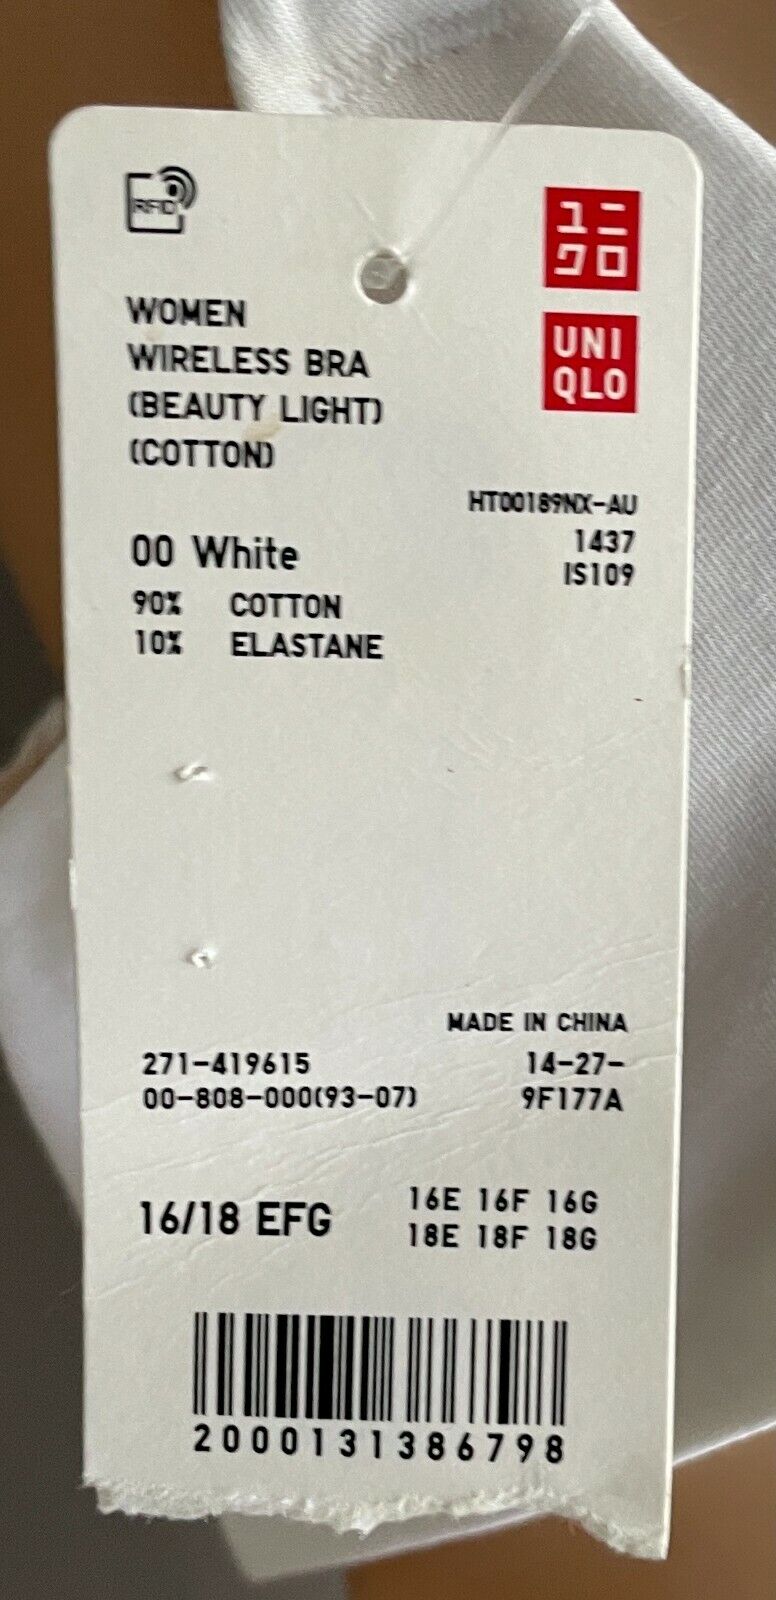 RFID
ユニ
クロ
UNI
QLO
WOMEN
WIRELESS BRA
(BEAUTY LIGHT)
(COTTON)
HT00189NX-AU
1437
IS109
00 White
90% COTTON
10% ELASTANE
MADE IN CHINA
271-419615 14-27-
00-808-000(93-07) 9F177A
16/18 EFG
16E 16F 16G
18E 18F 18G
2000131386798